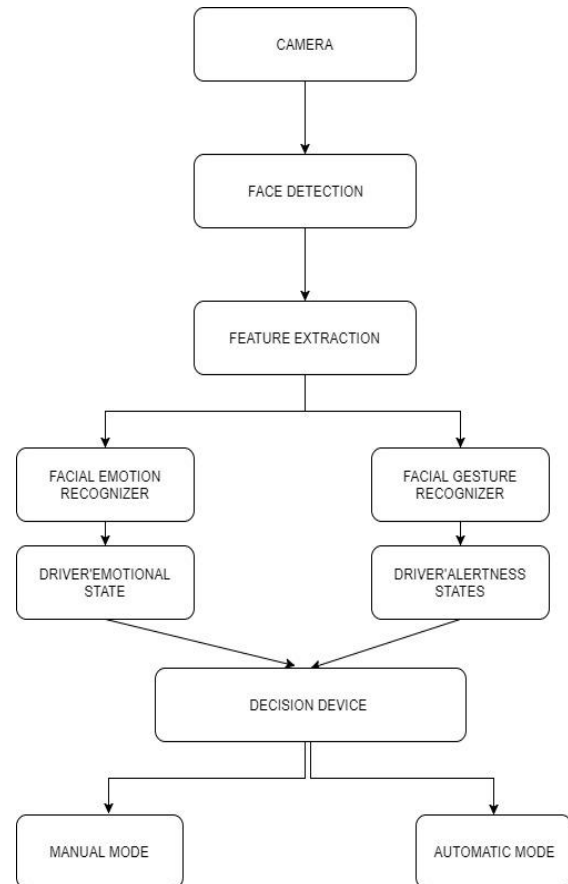 CAMERA
FACE DETECTION
FEATURE EXTRACTION
FACIAL EMOTION
RECOGNIZER
FACIAL GESTURE
RECOGNIZER
DRIVER'EMOTIONAL
STATE
DRIVER'ALERTNESS
STATES
DECISION DEVICE
MANUAL MODE
AUTOMATIC MODE